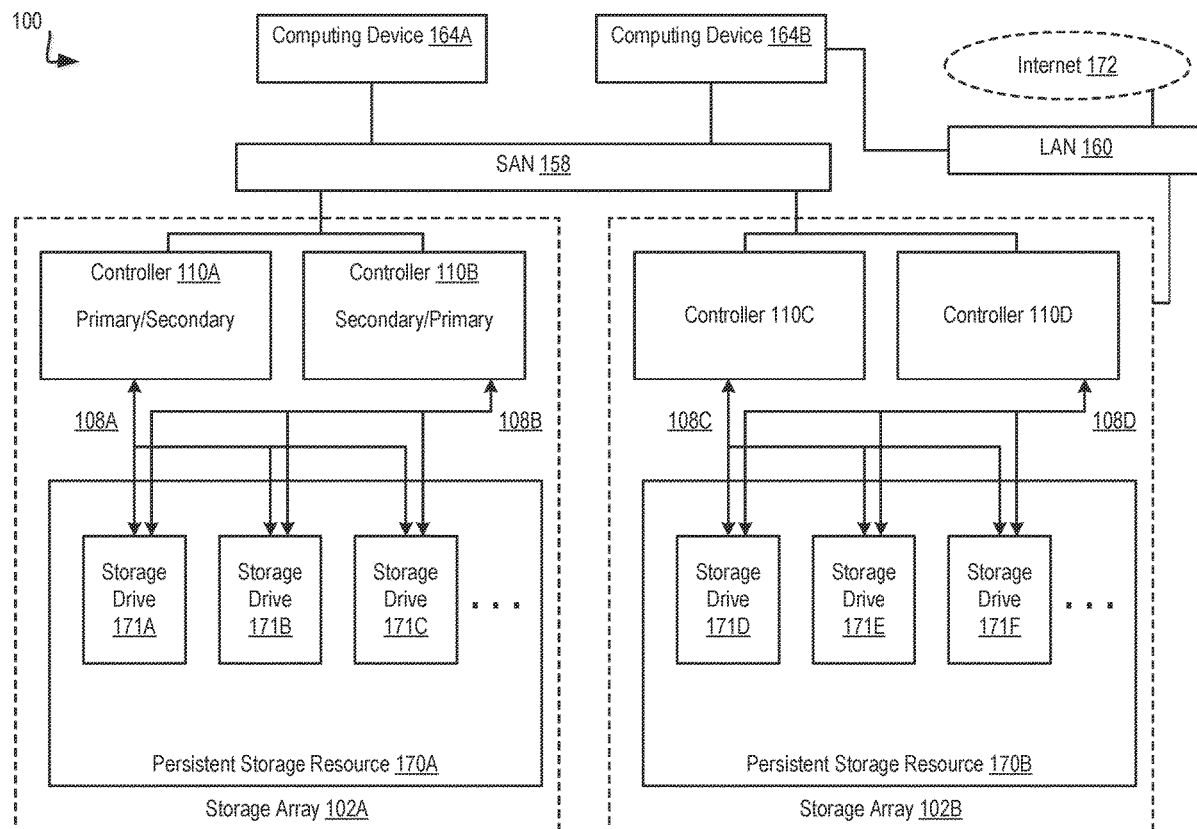 100
Computing Device 164A
Computing Device 164B
Internet 172
LAN 160
SAN 158
Controller 110A
Primary/Secondary
Controller 110B
Secondary/Primary
Controller 110C
Controller 110D
108A
108B
108C
108D
Storage
Drive
171A
Storage
Drive
171B
Storage
Drive
171C
. . .
Storage
Drive
171D
Storage
Drive
171E
Storage
Drive
171F
. . .
Persistent Storage Resource 170A
Persistent Storage Resource 170B
Storage Array 102A
Storage Array 102B